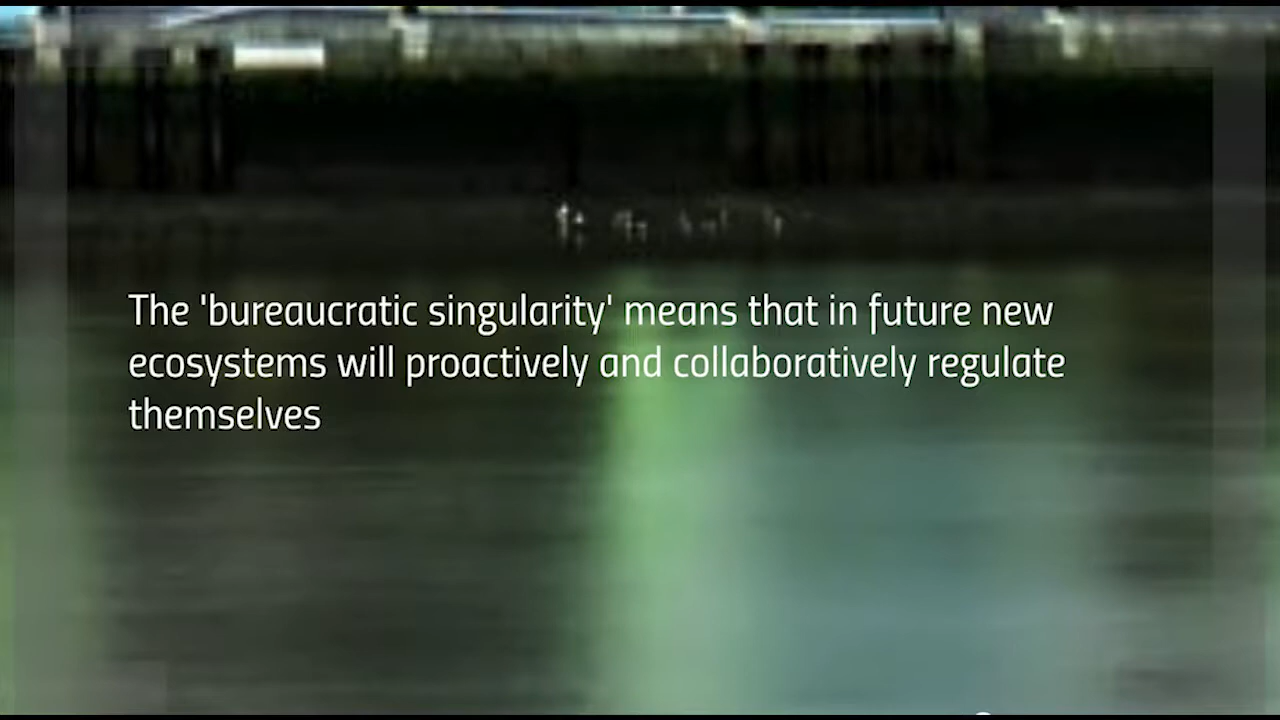 The 'bureaucratic singularity' means that in future new
ecosystems will proactively and collaboratively regulate
themselves